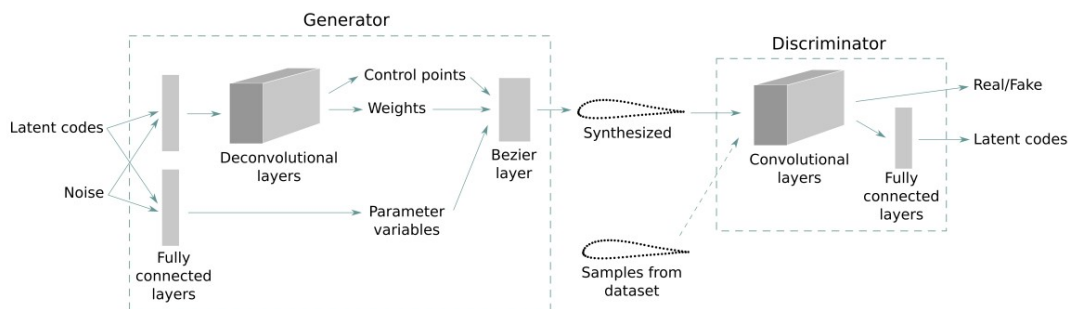 Generator
Discriminator
Control points
Weights
Latent codes
Deconvolutional
layers
Bezier
layer
Noise
Fully
connected
layers
Parameter
variables
Synthesized
Samples from
dataset
Convolutional
layers
Fully
connected
layers
Real/Fake
Latent codes